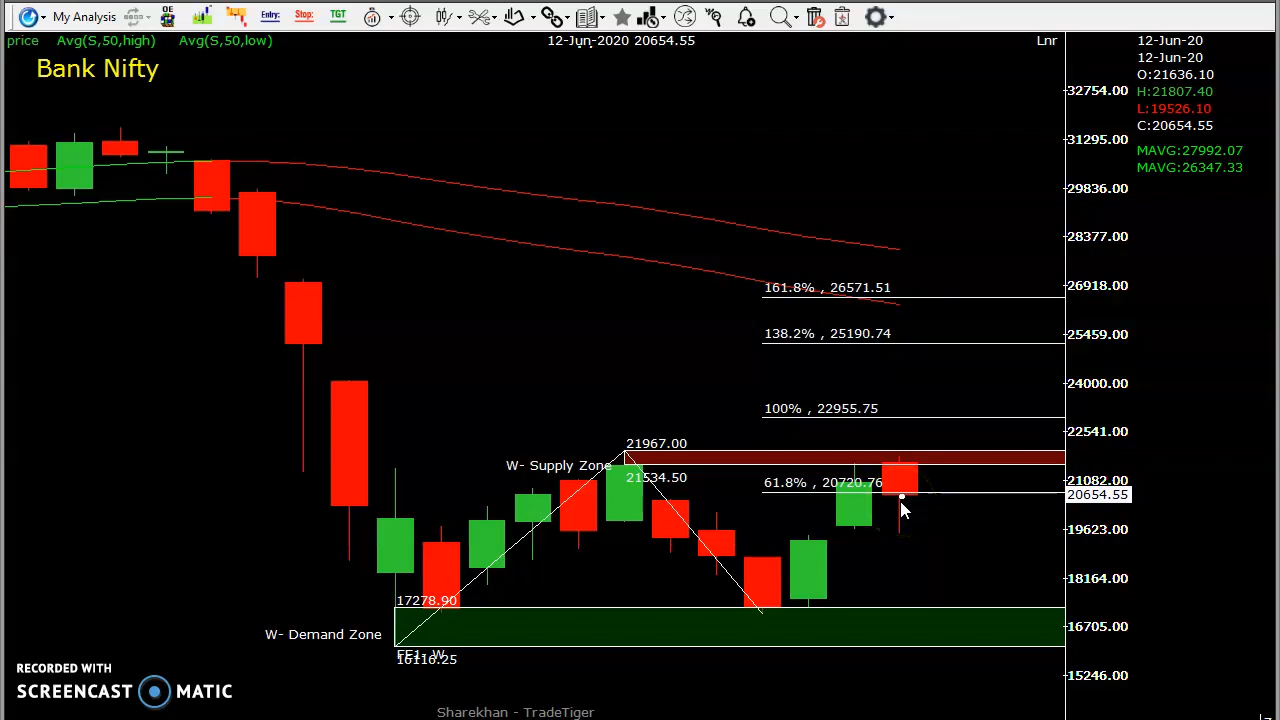 My Analysis
OE
Entry:
Stop:
TGT
price Avg(S,50,high) Avg(S,50,low)
12-Jun-2020 20654.55
Lnr
12-Jun-20
12-Jun-20
O:21636.10
H:21807.40
L:19526.10
C:20654.55
MAVG:27992.07
MAVG:26347.33
Bank Nifty
32754.00
31295.00
29836.00
28377.00
26918.00
25459.00
24000.00
22541.00
21082.00
20654.55
19623.00
18164.00
16705.00
15246.00
161.8% , 26571.51
138.2% , 25190.74
100% , 22955.75
21967.00
W- Supply Zone
21534.50
61.8% , 20720.76
17278.90
W- Demand Zone
16116.25
RECORDED WITH
SCREENCAST MATIC
Sharekhan - TradeTiger